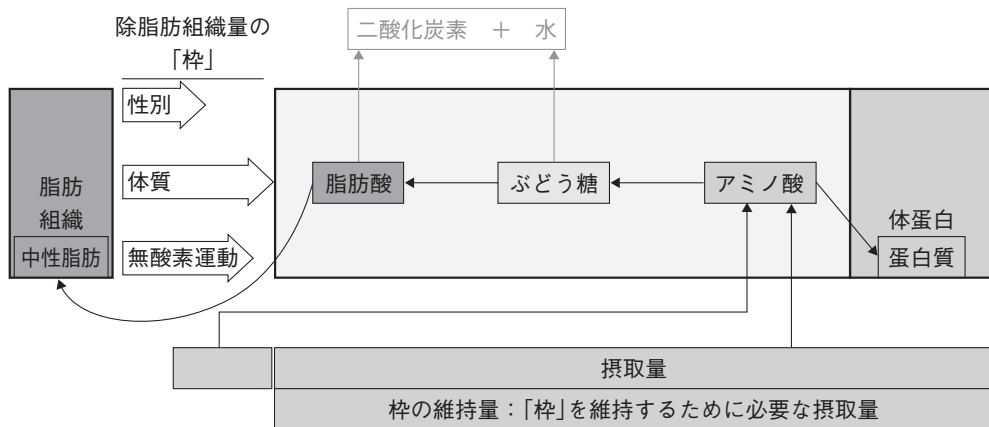 除脂肪組織量の
「枠」
二酸化炭素　＋　水
性別
体質
無酸素運動
脂肪
組織
中性脂肪
脂肪酸
ぶどう糖
アミノ酸
体蛋白
蛋白質
摂取量
枠の維持量：「枠」を維持するために必要な摂取量